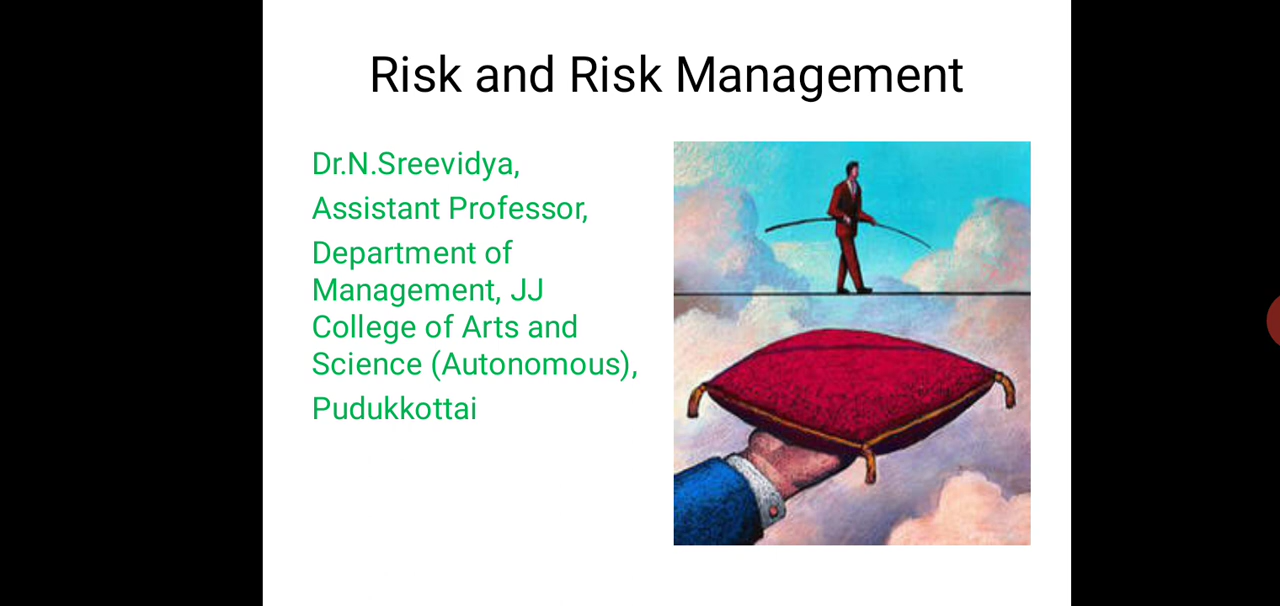 Risk and Risk Management
Dr.N.Sreevidya,
Assistant Professor,
Department of
Management, JJ
College of Arts and
Science (Autonomous),
Pudukkottai